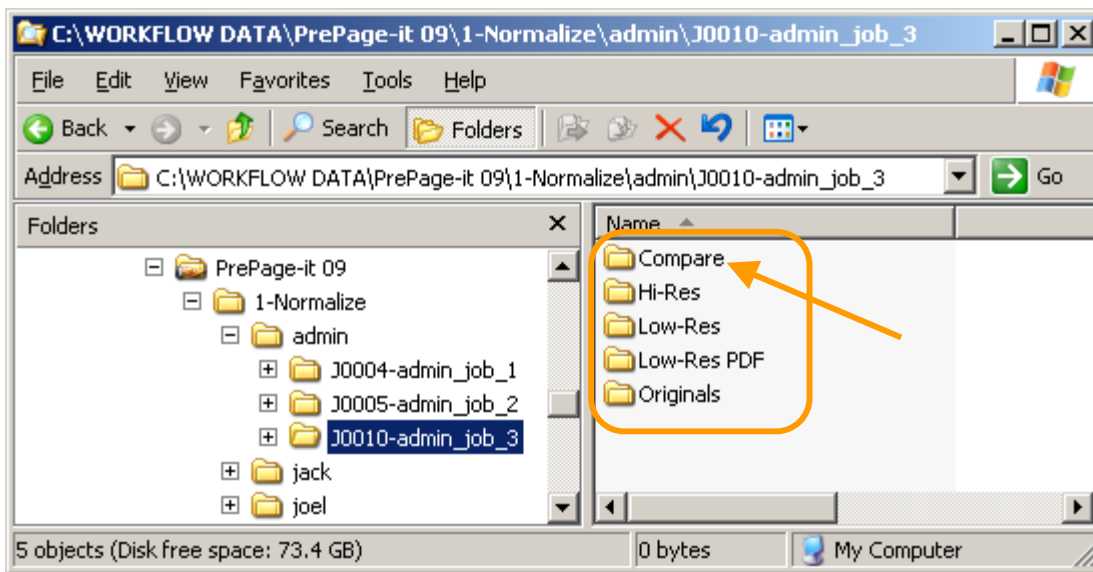 C:\WORKFLOW DATA\PrePage-it 09\1-Normalize\admin\J0010-admin_job_3
File Edit View Favorites Tools Help
Back Search Folders
Address C:\WORKFLOW DATA\PrePage-it 09\1-Normalize\admin\J0010-admin_job_3 Go
Folders
PrePage-it 09
1-Normalize
admin
J0004-admin_job_1
J0005-admin_job_2
J0010-admin_job_3
jack
joel
Name
Compare
Hi-Res
Low-Res
Low-Res PDF
Originals
5 objects (Disk free space: 73.4 GB) 0 bytes My Computer